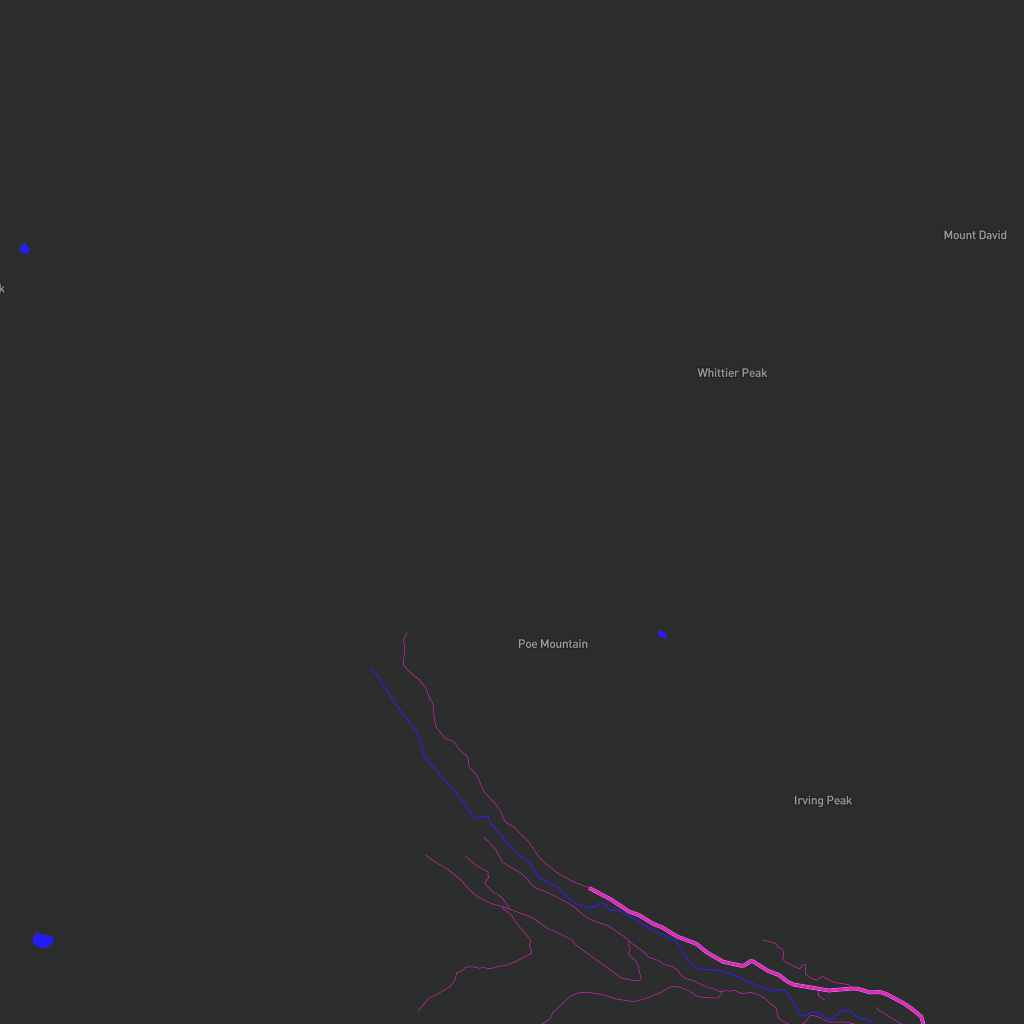 Mount David
k
Whittier Peak
Poe Mountain
Irving Peak